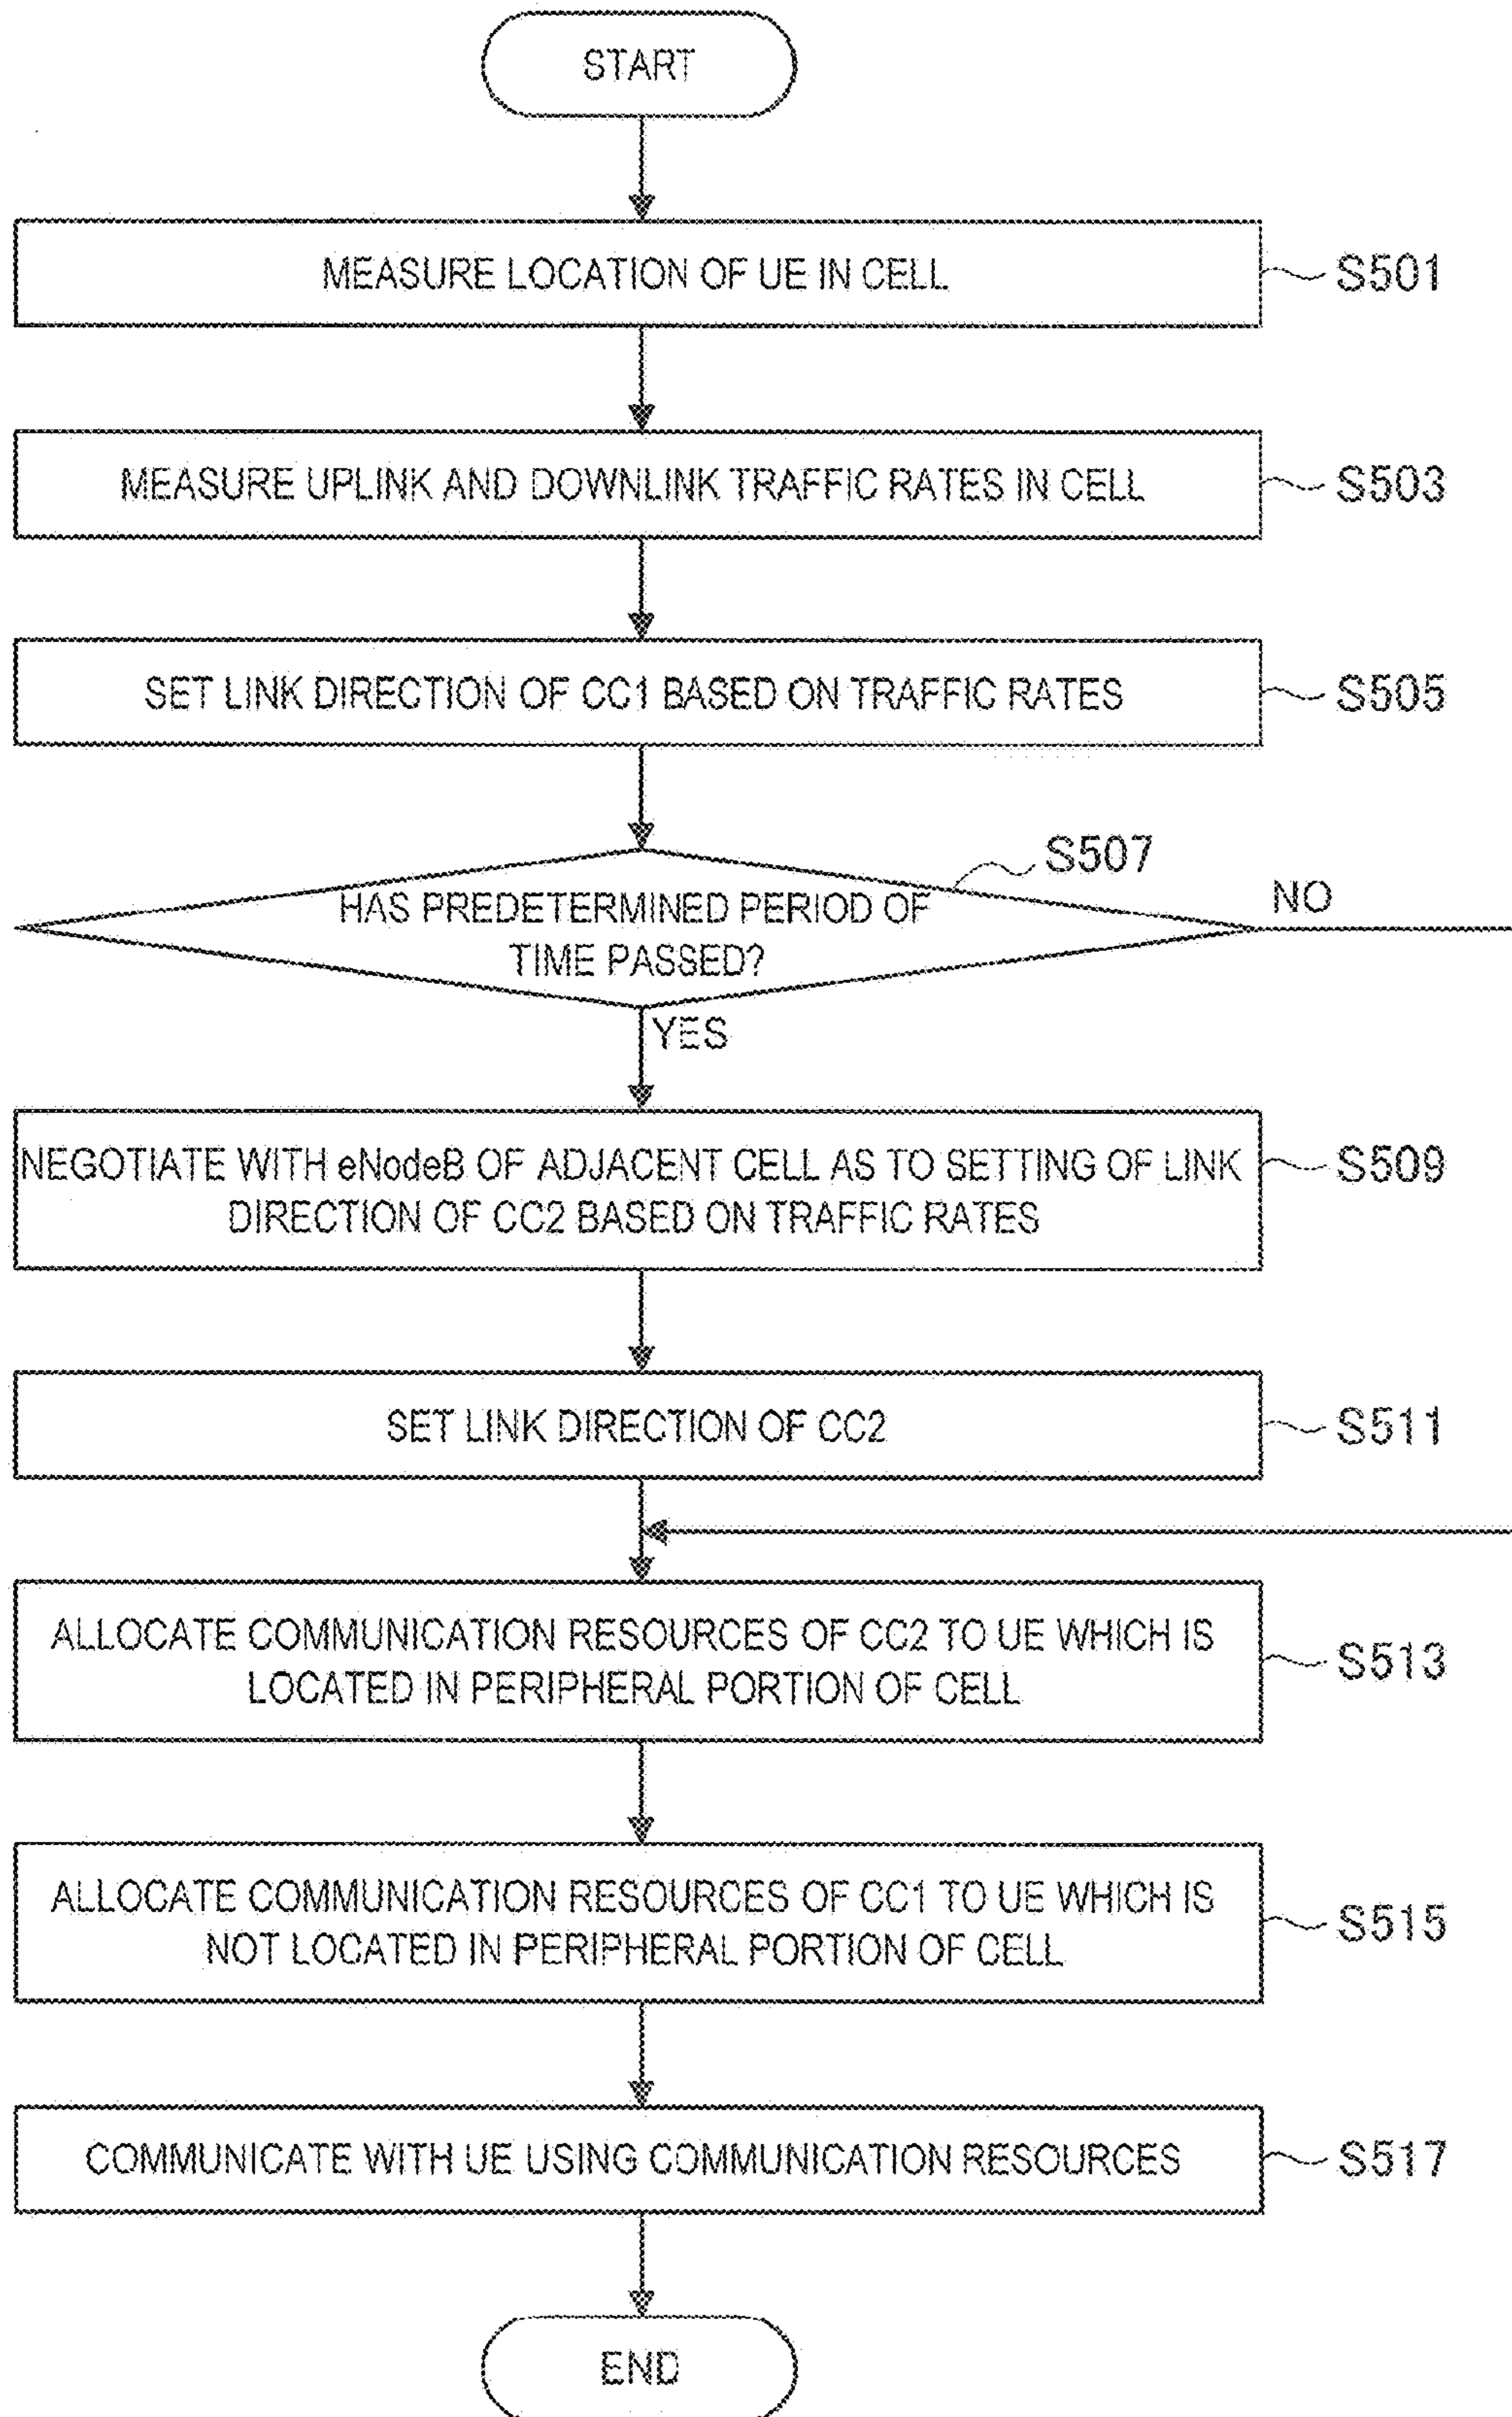 START
MEASURE LOCATION OF UE IN CELL
S501
MEASURE UPLINK AND DOWNLINK TRAFFIC RATES IN CELL
S503
SET LINK DIRECTION OF CC1 BASED ON TRAFFIC RATES
S505
S507
HAS PREDETERMINED PERIOD OF
TIME PASSED?
NO
YES
NEGOTIATE WITH eNodeB OF ADJACENT CELL AS TO SETTING OF LINK
DIRECTION OF CC2 BASED ON TRAFFIC RATES
S509
SET LINK DIRECTION OF CC2
S511
ALLOCATE COMMUNICATION RESOURCES OF CC2 TO UE WHICH IS
LOCATED IN PERIPHERAL PORTION OF CELL
S513
ALLOCATE COMMUNICATION RESOURCES OF CC1 TO UE WHICH IS
NOT LOCATED IN PERIPHERAL PORTION OF CELL
S515
COMMUNICATE WITH UE USING COMMUNICATION RESOURCES
S517
END